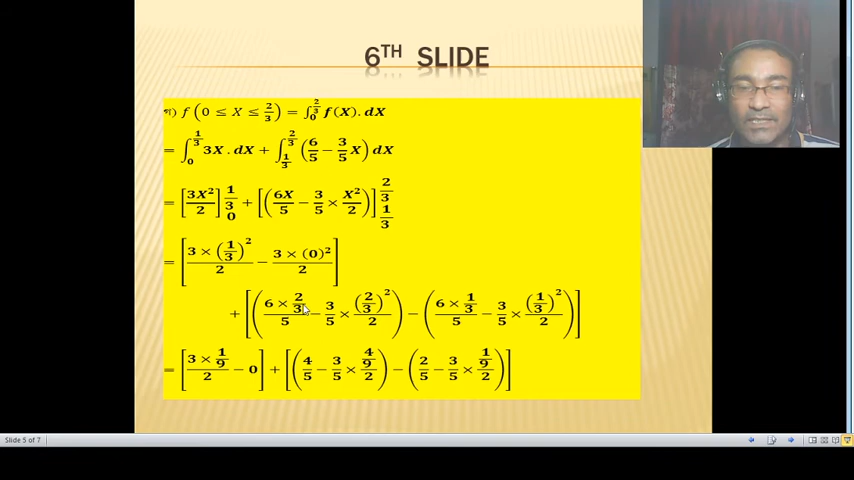 6TH SLIDE
গ) f (0 ≤ X ≤ 2/3) = ∫₀^(2/3) f(X). dX
= ∫₀^(1/3) 3X . dX + ∫_(1/3)^(2/3) (6/5 − 3/5 X) dX
= [3X²/2] 1/3 0 + [(6X/5 − 3/5 × X²/2)] 2/3 1/3
= [3 × (1/3)²/2 − 3 × (0)²/2]
+ [(6 × 2/3/5 − 3/5 × (2/3)²/2) − (6 × 1/3/5 − 3/5 × (1/3)²/2)]
= [3 × 1/9/2 − 0] + [(4/5 − 3/5 × 4/9/2) − (2/5 − 3/5 × 1/9/2)]
Slide 5 of 7